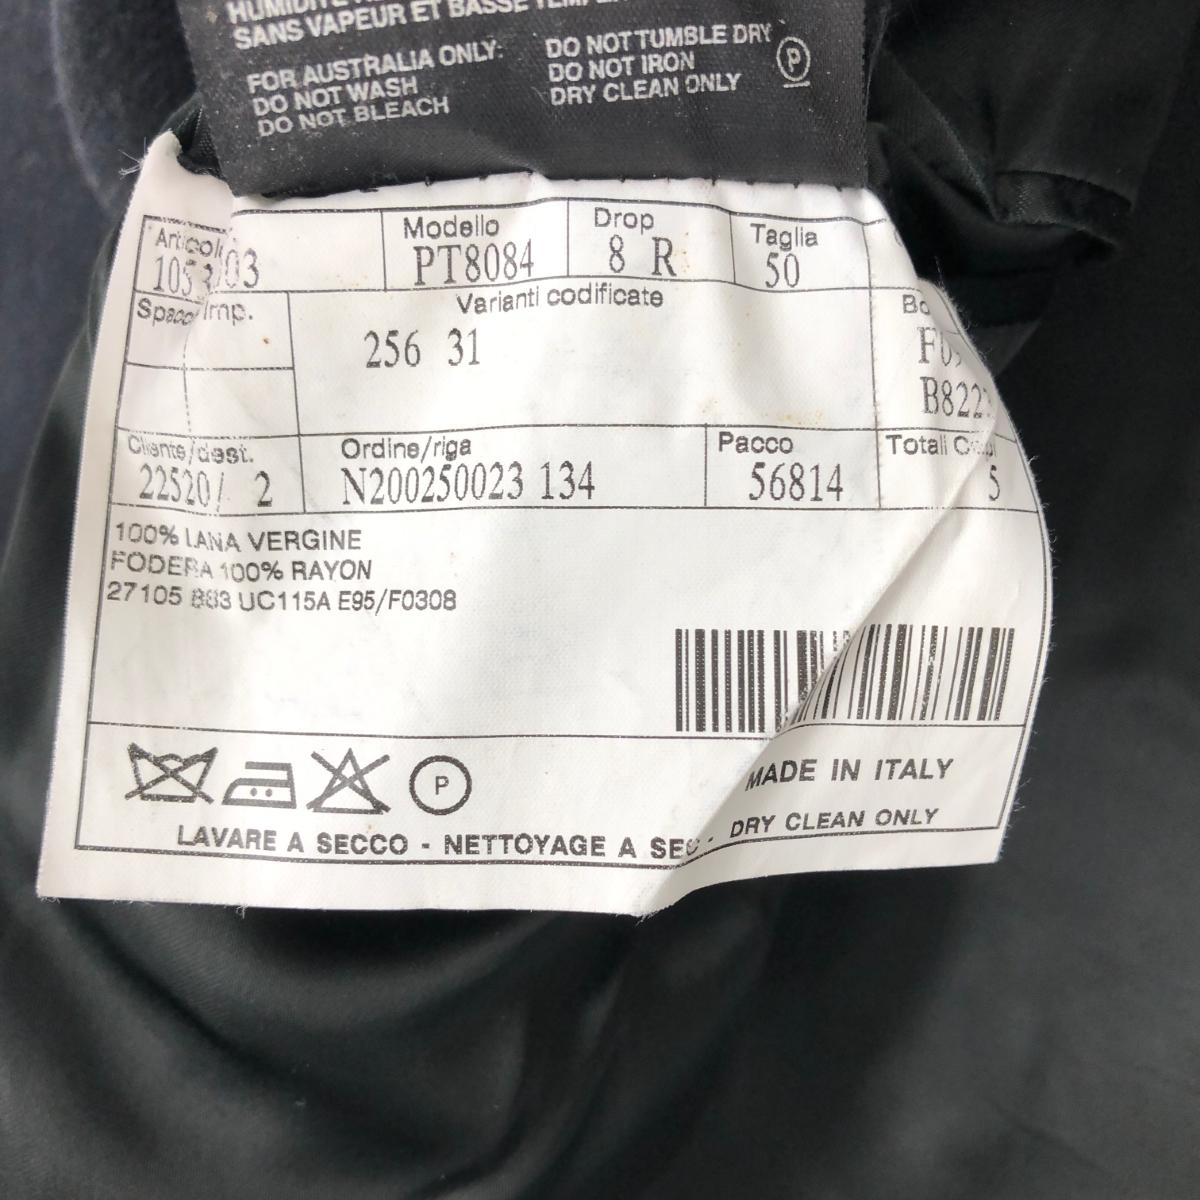 SANS VAPEUR ET BASSE
FOR AUSTRALIA ONLY:
DO NOT WASH
DO NOT BLEACH
DO NOT TUMBLE DRY
DO NOT IRON
DRY CLEAN ONLY
P
Modello
PT8084
Drop
8 R
Taglia
50
Varianti codificate
256 31
Cliente/dest.
22520/ 2
Ordine/riga
N200250023 134
Pacco
56814
Totali
5
100% LANA VERGINE
FODERA 100% RAYON
27105 883 UC115A E95/F0308
P
MADE IN ITALY
LAVARE A SECCO - NETTOYAGE A
DRY CLEAN ONLY